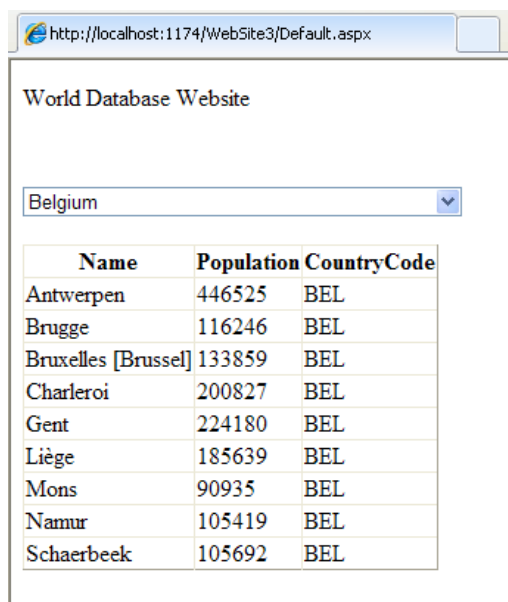 http://localhost:1174/WebSite3/Default.aspx
World Database Website
Belgium
Name Population CountryCode
Antwerpen 446525 BEL
Brugge 116246 BEL
Bruxelles [Brussel] 133859 BEL
Charleroi 200827 BEL
Gent 224180 BEL
Liège 185639 BEL
Mons 90935 BEL
Namur 105419 BEL
Schaerbeek 105692 BEL